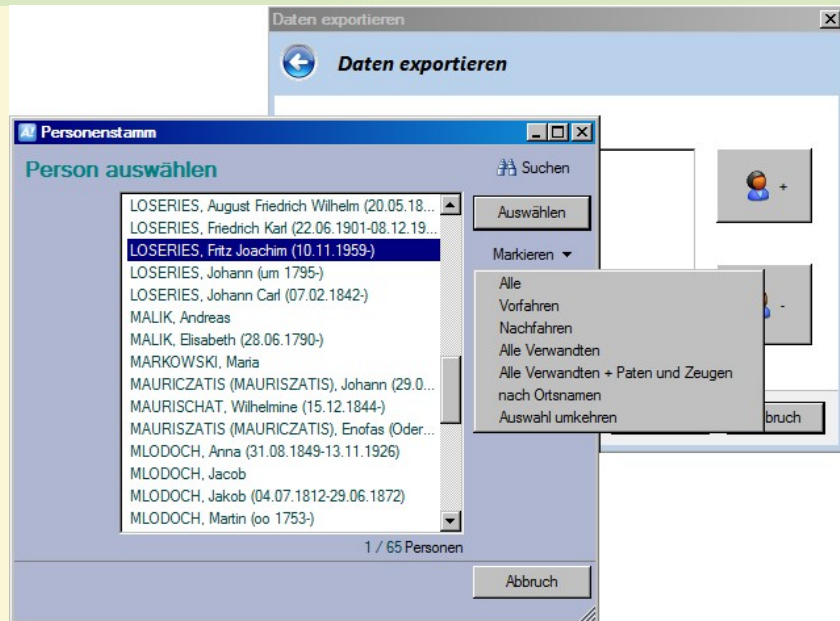 Daten exportieren
Daten exportieren
Personenstamm
Person auswählen
Suchen
LOSERIES, August Friedrich Wilhelm (20.05.18...
LOSERIES, Friedrich Karl (22.06.1901-08.12.19...
LOSERIES, Fritz Joachim (10.11.1959-)
LOSERIES, Johann (um 1795-)
LOSERIES, Johann Carl (07.02.1842-)
MALIK, Andreas
MALIK, Elisabeth (28.06.1790-)
MARKOWSKI, Maria
MAURICZATIS (MAURISZATIS), Johann (29.0...
MAURISCHAT, Wilhelmine (15.12.1844-)
MAURISZATIS (MAURICZATIS), Enofas (Oder...
MLODOCH, Anna (31.08.1849-13.11.1926)
MLODOCH, Jacob
MLODOCH, Jakob (04.07.1812-29.06.1872)
MLODOCH, Martin (oo 1753-)
1 / 65 Personen
Auswählen
Markieren
Alle
Vorfahren
Nachfahren
Alle Verwandten
Alle Verwandten + Paten und Zeugen
nach Ortsnamen
Auswahl umkehren
Abbruch
+
-
bruch